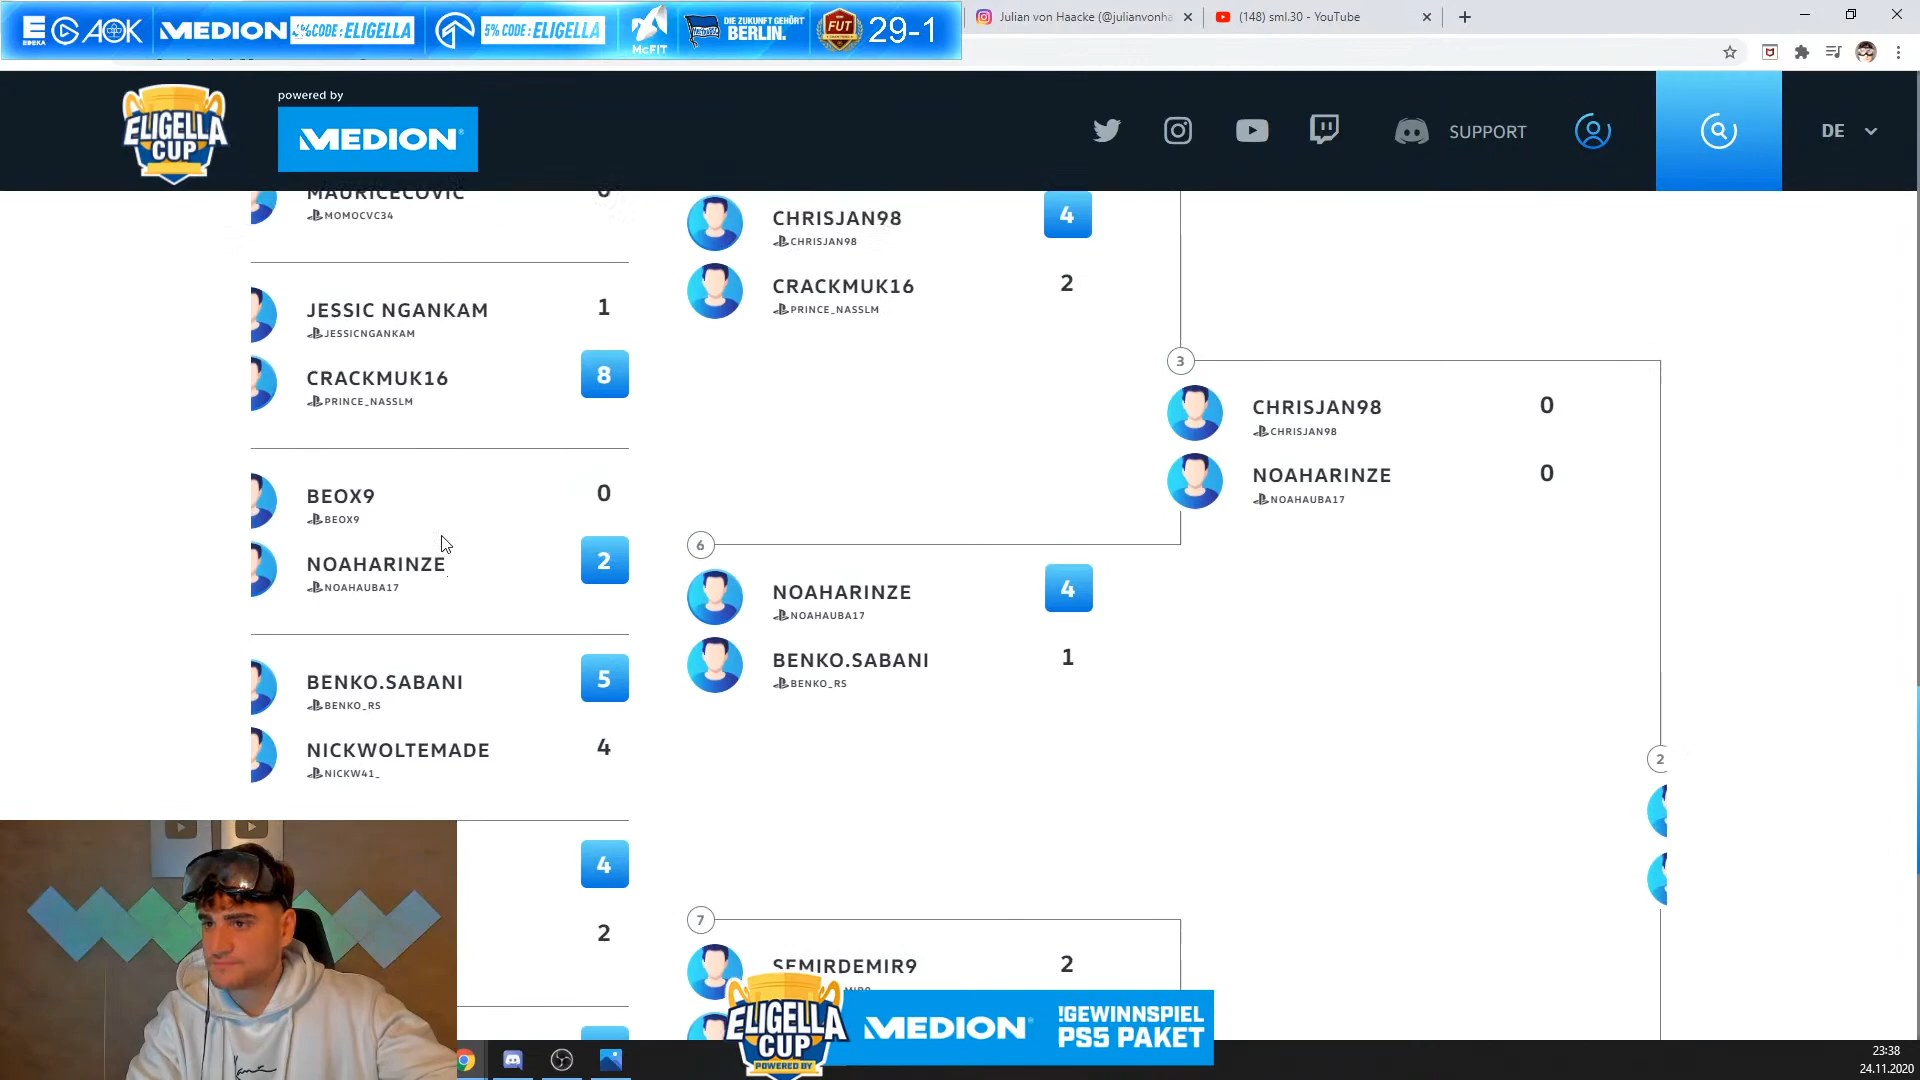 EDEKA
AOK
MEDION
CODE:ELIGELLA
5% CODE:ELIGELLA
McFIT
DIE ZUKUNFT GEHÖRT
BERLIN.
FUT
29-1
Julian von Haacke (@julianvonha
(148) sml.30 - YouTube
ELIGELLA
CUP
powered by
MEDION
SUPPORT
DE
MAURICECOVIC
MOMOCVC34
JESSIC NGANKAM 1
JESSICNGANKAM
CRACKMUK16 8
PRINCE_NASSLM
BEOX9 0
BEOX9
NOAHARINZE 2
NOAHAUBA17
BENKO.SABANI 5
BENKO_RS
NICKWOLTEMADE 4
NICKW41_
4
2
CHRISJAN98 4
CHRISJAN98
CRACKMUK16 2
PRINCE_NASSLM
6
NOAHARINZE 4
NOAHAUBA17
BENKO.SABANI 1
BENKO_RS
7
SEMIRDEMIR9 2
3
CHRISJAN98 0
CHRISJAN98
NOAHARINZE 0
NOAHAUBA17
2
ELIGELLA
CUP
POWERED BY
MEDION
!GEWINNSPIEL
PS5 PAKET
23:38
24.11.2020